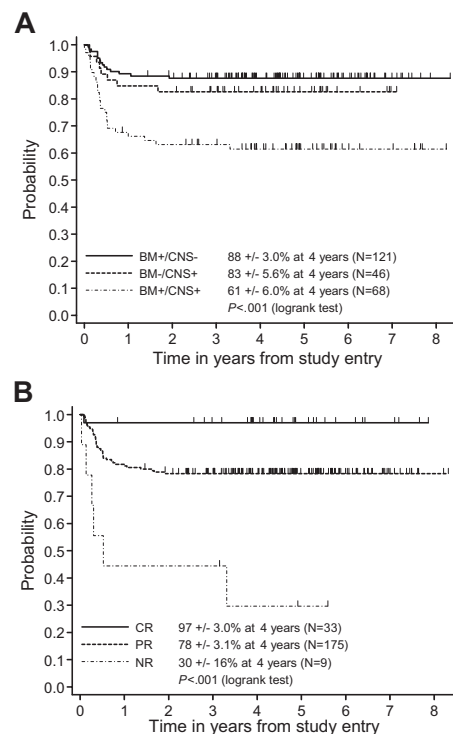 A
1.0
0.9
0.8
0.7
0.6
0.5
0.4
0.3
0.2
0.1
0.0
Probability
BM+/CNS- 88 +/- 3.0% at 4 years (N=121)
BM-/CNS+ 83 +/- 5.6% at 4 years (N=46)
BM+/CNS+ 61 +/- 6.0% at 4 years (N=68)
P<.001 (logrank test)
0 1 2 3 4 5 6 7 8
Time in years from study entry
B
1.0
0.9
0.8
0.7
0.6
0.5
0.4
0.3
0.2
0.1
0.0
Probability
CR 97 +/- 3.0% at 4 years (N=33)
PR 78 +/- 3.1% at 4 years (N=175)
NR 30 +/- 16% at 4 years (N=9)
P<.001 (logrank test)
0 1 2 3 4 5 6 7 8
Time in years from study entry